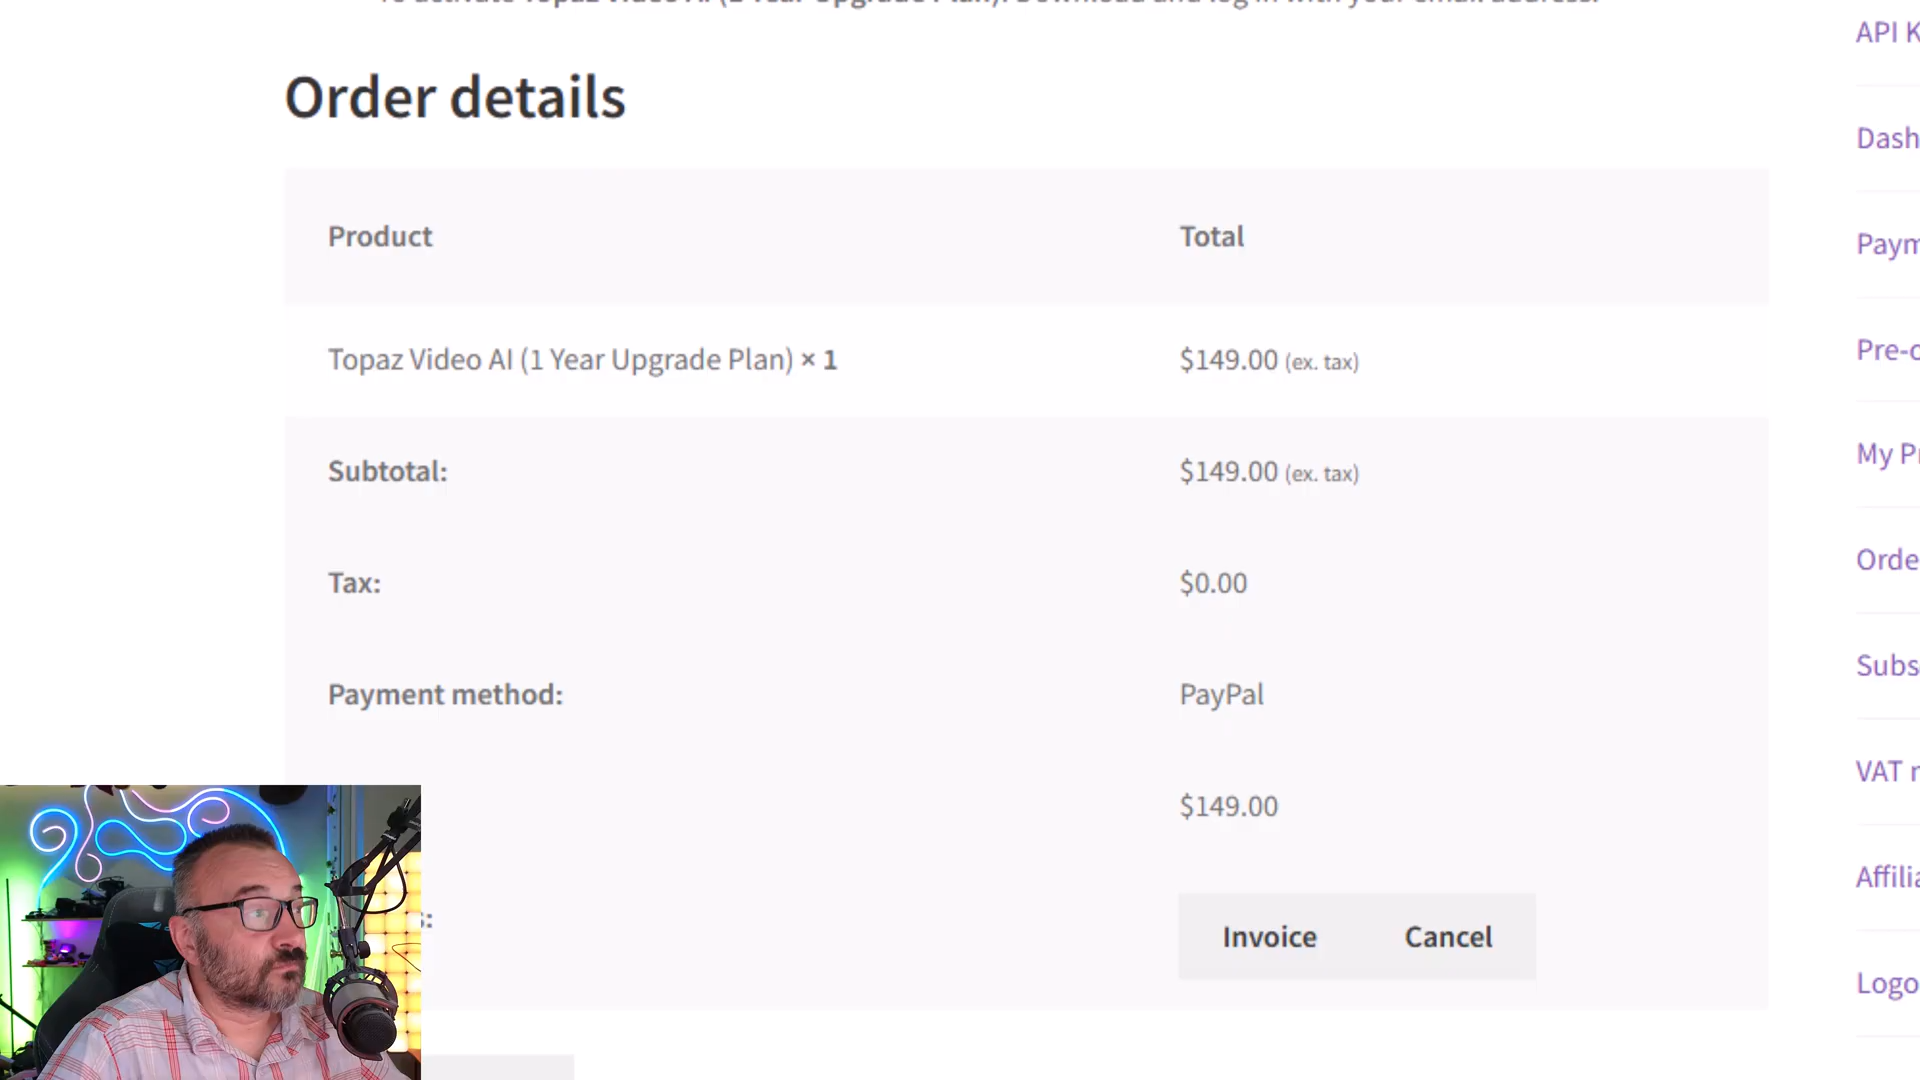 Order details
Product Total
Topaz Video AI (1 Year Upgrade Plan) × 1 $149.00 (ex. tax)
Subtotal: $149.00 (ex. tax)
Tax: $0.00
Payment method: PayPal
$149.00
Invoice Cancel
API K
Dash
Paym
Pre-o
My Pr
Orde
Subs
VAT r
Affilia
Logo